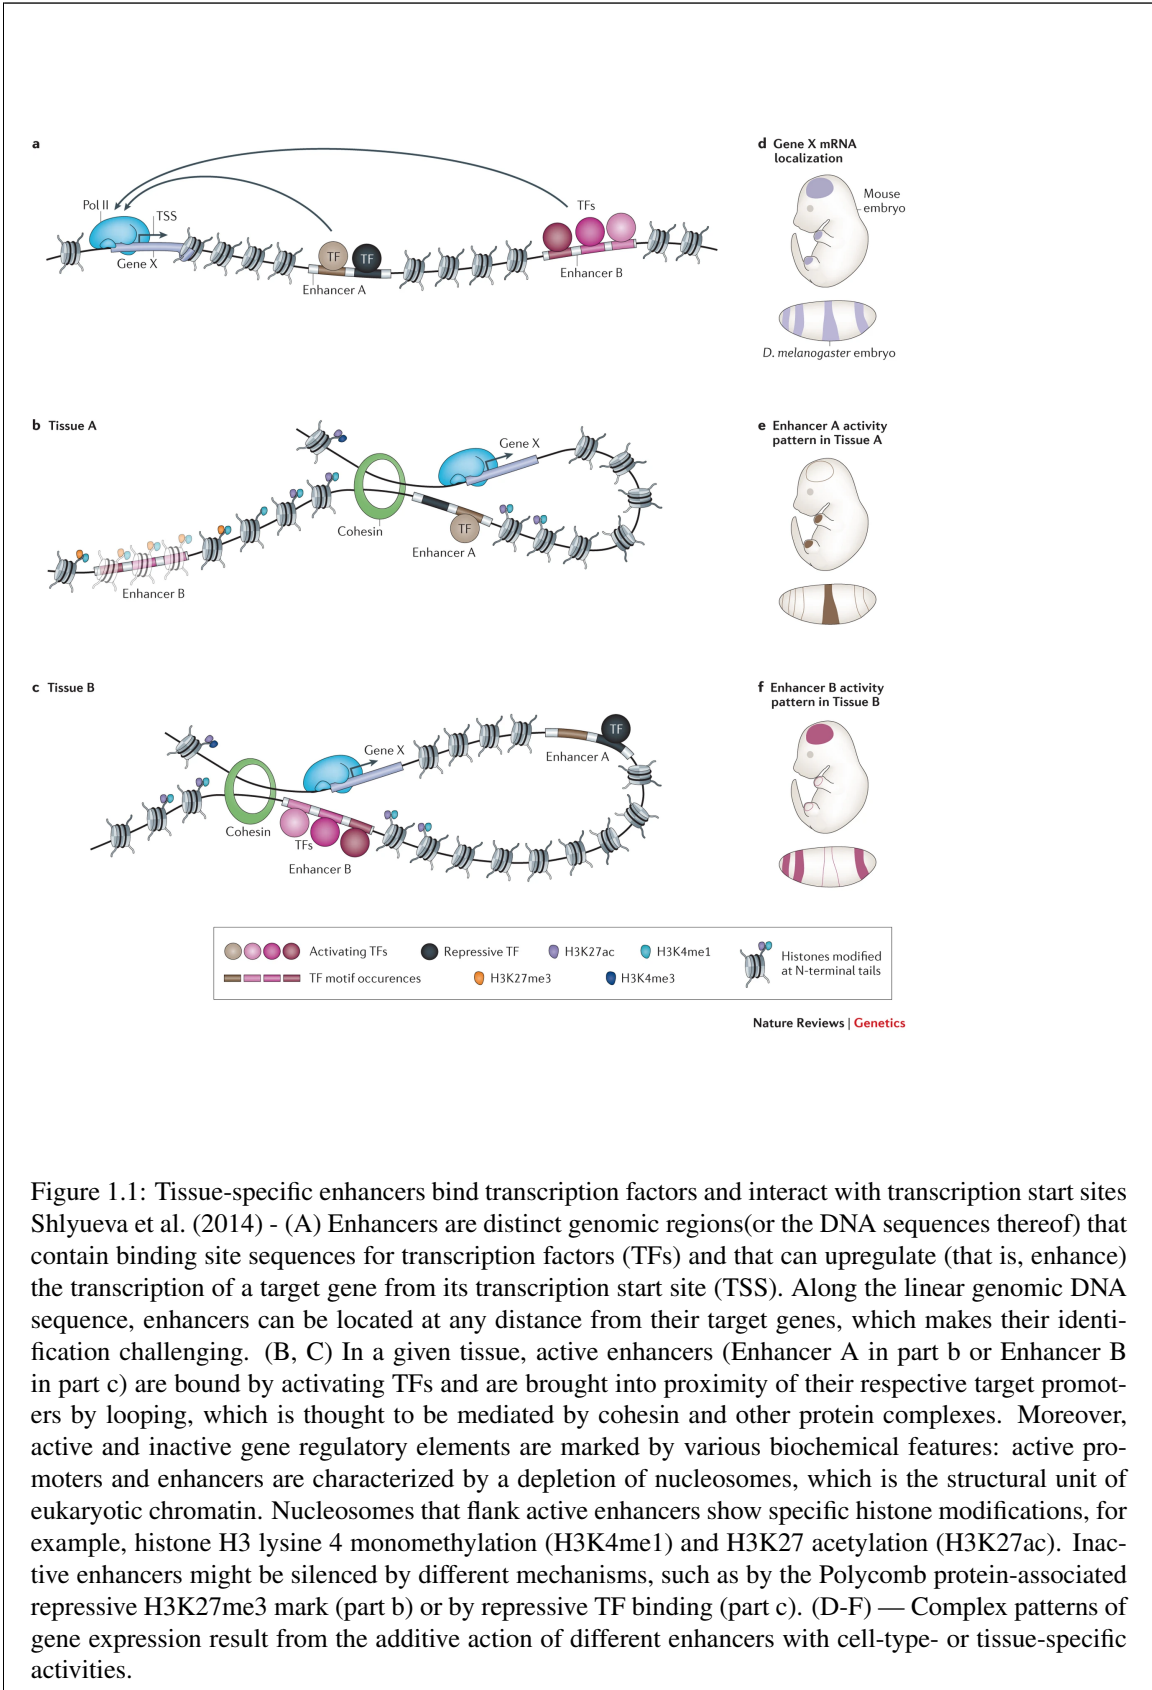 a
Pol II
TSS
Gene X
TF
TF
Enhancer A
TFs
Enhancer B
d Gene X mRNA
localization
Mouse
embryo
D. melanogaster embryo
b Tissue A
Gene X
Cohesin
TF
Enhancer A
Enhancer B
e Enhancer A activity
pattern in Tissue A
c Tissue B
Gene X
TF
Enhancer A
Cohesin
TFs
Enhancer B
f Enhancer B activity
pattern in Tissue B
Activating TFs
Repressive TF
H3K27ac
H3K4me1
Histones modified
at N-terminal tails
TF motif occurences
H3K27me3
H3K4me3
Nature Reviews | Genetics
Figure 1.1: Tissue-specific enhancers bind transcription factors and interact with transcription start sites
Shlyueva et al. (2014) - (A) Enhancers are distinct genomic regions(or the DNA sequences thereof) that
contain binding site sequences for transcription factors (TFs) and that can upregulate (that is, enhance)
the transcription of a target gene from its transcription start site (TSS). Along the linear genomic DNA
sequence, enhancers can be located at any distance from their target genes, which makes their identi-
fication challenging. (B, C) In a given tissue, active enhancers (Enhancer A in part b or Enhancer B
in part c) are bound by activating TFs and are brought into proximity of their respective target promot-
ers by looping, which is thought to be mediated by cohesin and other protein complexes. Moreover,
active and inactive gene regulatory elements are marked by various biochemical features: active pro-
moters and enhancers are characterized by a depletion of nucleosomes, which is the structural unit of
eukaryotic chromatin. Nucleosomes that flank active enhancers show specific histone modifications, for
example, histone H3 lysine 4 monomethylation (H3K4me1) and H3K27 acetylation (H3K27ac). Inac-
tive enhancers might be silenced by different mechanisms, such as by the Polycomb protein-associated
repressive H3K27me3 mark (part b) or by repressive TF binding (part c). (D-F) — Complex patterns of
gene expression result from the additive action of different enhancers with cell-type- or tissue-specific
activities.